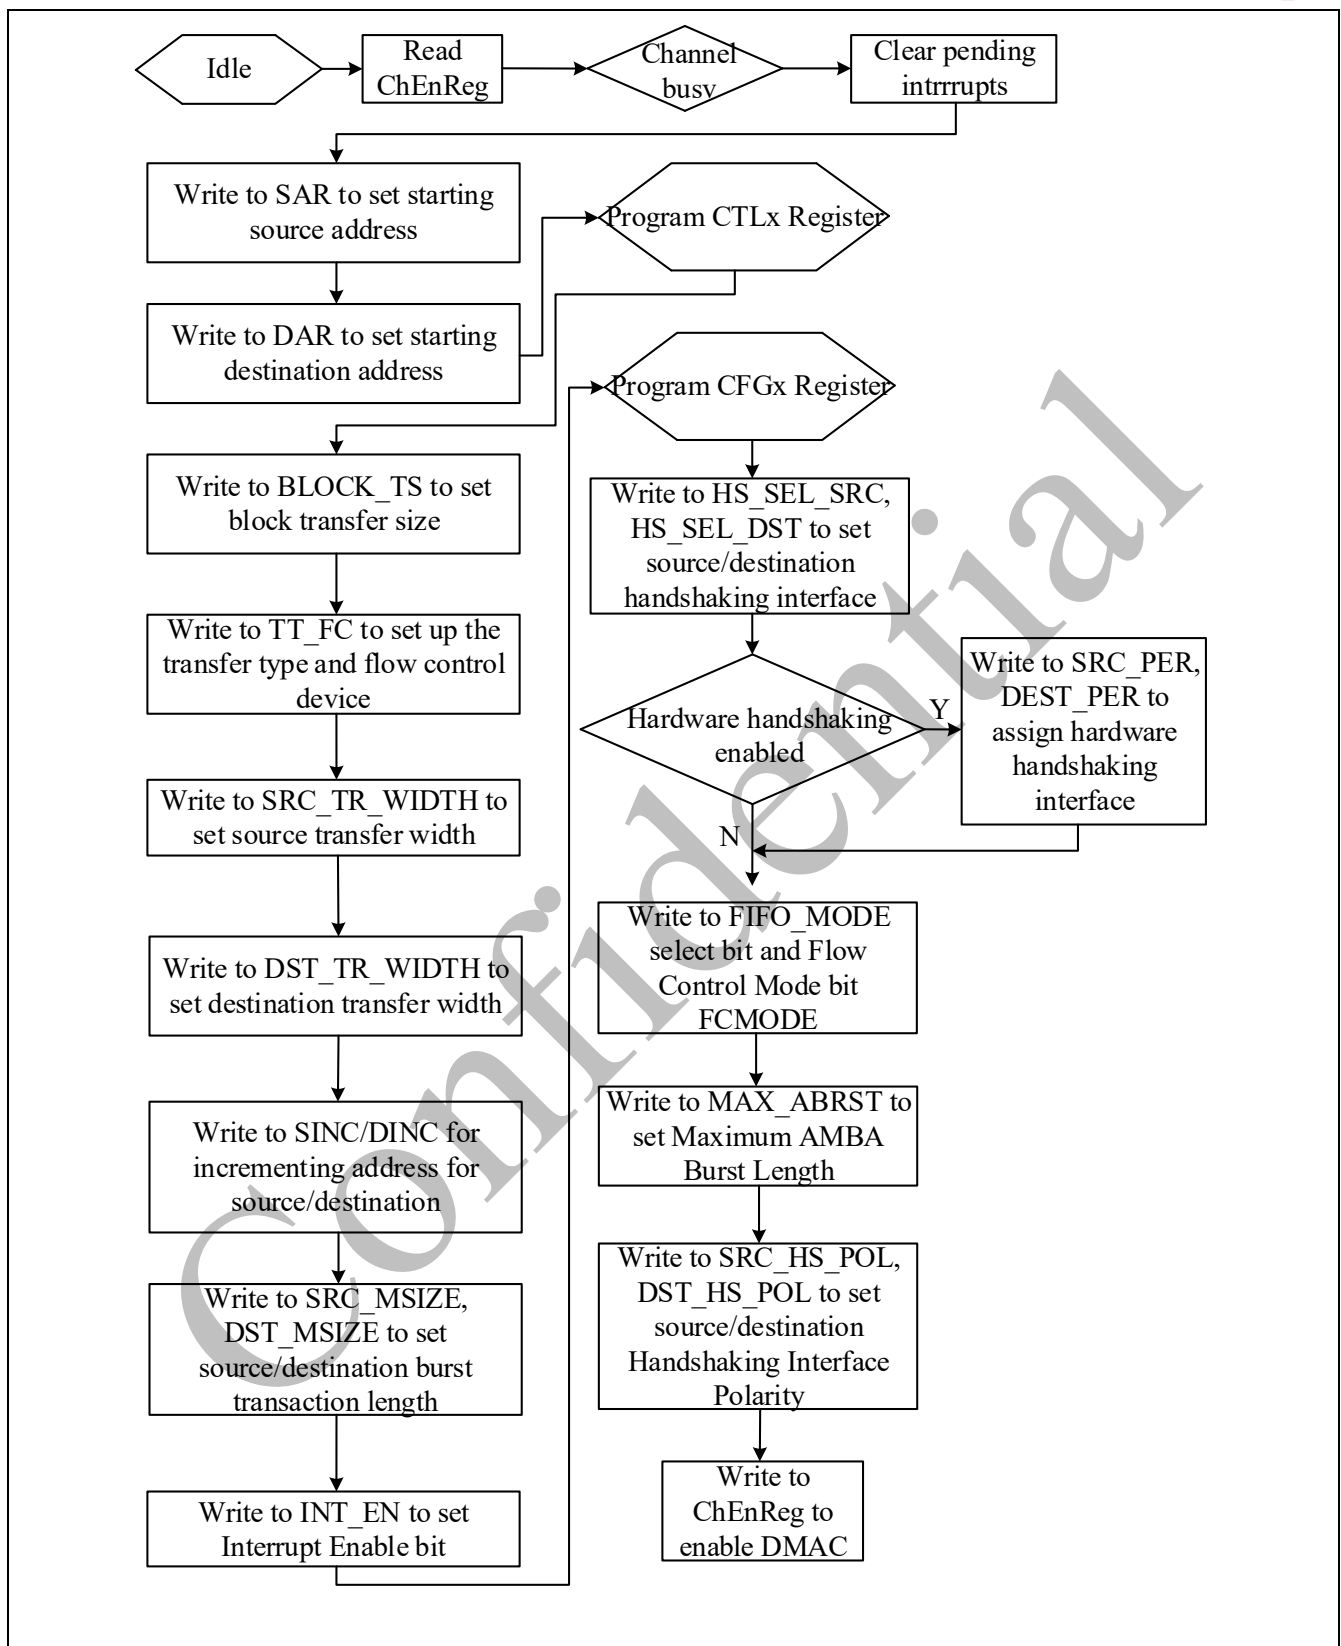 Idle
Read
ChEnReg
Channel
busy
Clear pending
intrrrupts
Write to SAR to set starting
source address
Write to DAR to set starting
destination address
Program CTLx Register
Write to BLOCK_TS to set
block transfer size
Write to TT_FC to set up the
transfer type and flow control
device
Write to SRC_TR_WIDTH to
set source transfer width
Write to DST_TR_WIDTH to
set destination transfer width
Write to SINC/DINC for
incrementing address for
source/destination
Write to SRC_MSIZE,
DST_MSIZE to set
source/destination burst
transaction length
Write to INT_EN to set
Interrupt Enable bit
Program CFGx Register
Write to HS_SEL_SRC,
HS_SEL_DST to set
source/destination
handshaking interface
Hardware handshaking
enabled
Y
Write to SRC_PER,
DEST_PER to
assign hardware
handshaking
interface
N
Write to FIFO_MODE
select bit and Flow
Control Mode bit
FCMODE
Write to MAX_ABRST to
set Maximum AMBA
Burst Length
Write to SRC_HS_POL,
DST_HS_POL to set
source/destination
Handshaking Interface
Polarity
Write to
ChEnReg to
enable DMAC
Confidential